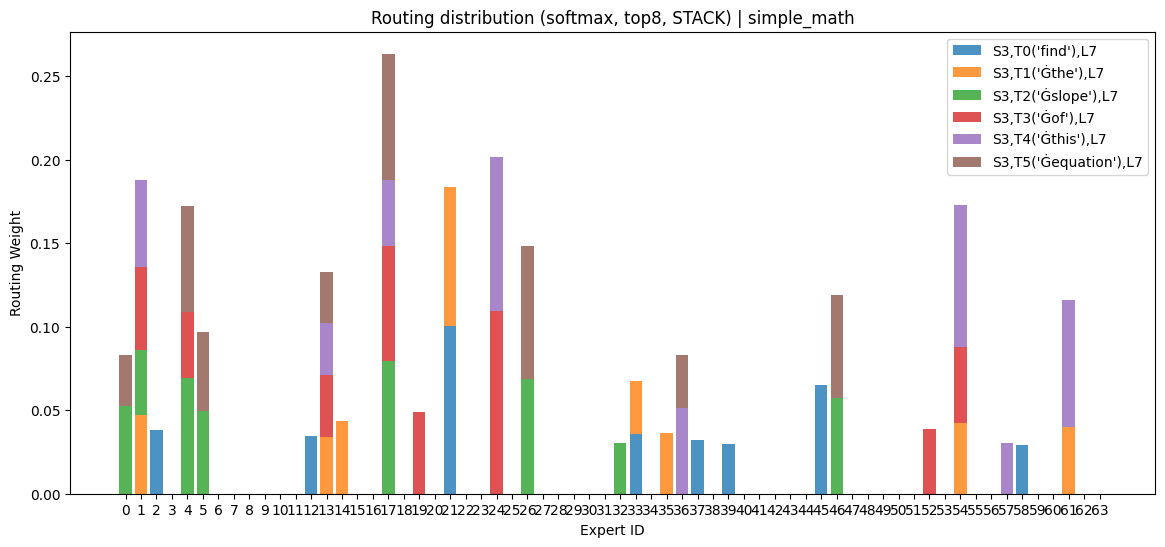 Routing distribution (softmax, top8, STACK) | simple_math
S3,T0('find'),L7
S3,T1('Ġthe'),L7
S3,T2('Ġslope'),L7
S3,T3('Ġof'),L7
S3,T4('Ġthis'),L7
S3,T5('Ġequation'),L7
Routing Weight
0.25
0.20
0.15
0.10
0.05
0.00
0 1 2 3 4 5 6 7 8 9 10 11 12 13 14 15 16 17 18 19 20 21 22 23 24 25 26 27 28 29 30 31 32 33 34 35 36 37 38 39 40 41 42 43 44 45 46 47 48 49 50 51 52 53 54 55 56 57 58 59 60 61 62 63
Expert ID